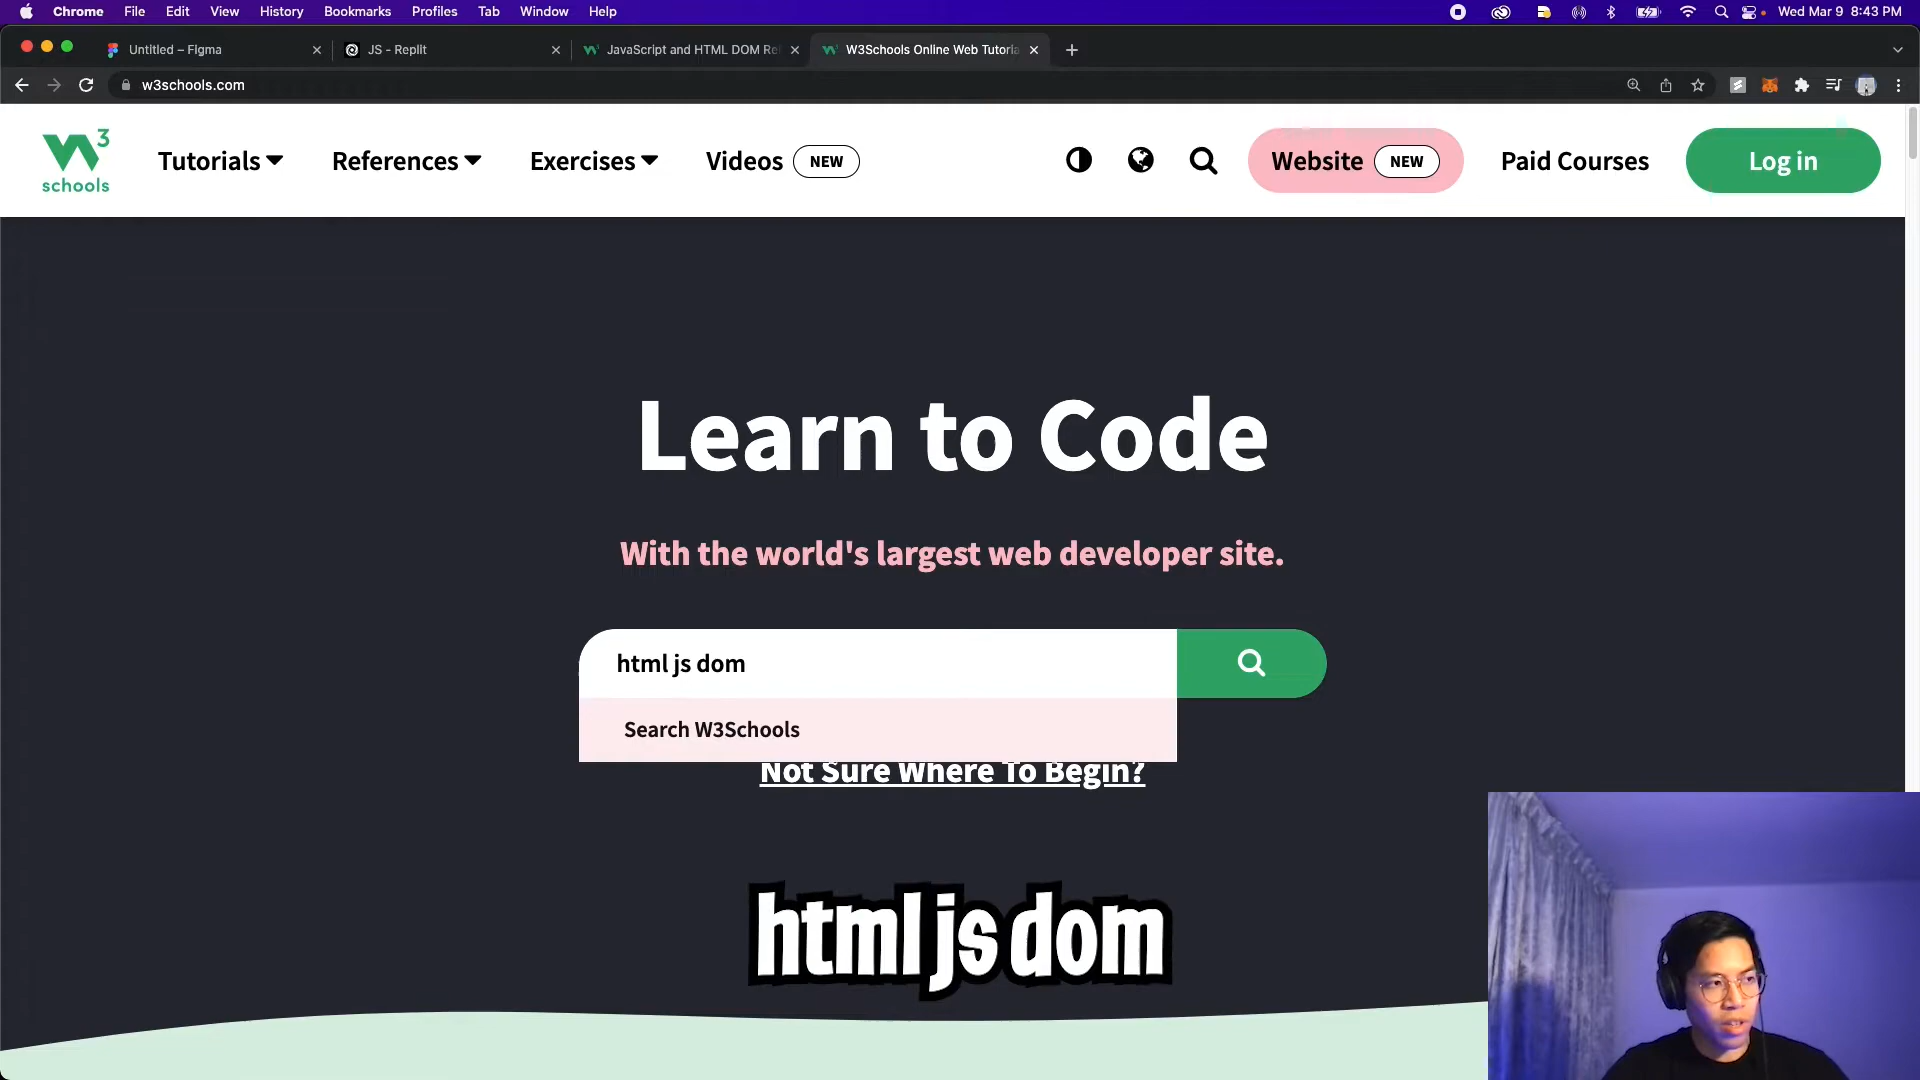 Chrome File Edit View History Bookmarks Profiles Tab Window Help Wed Mar 9 8:43 PM
Untitled – Figma JS - Replit JavaScript and HTML DOM Re W3Schools Online Web Tutoria
w3schools.com
W3 schools Tutorials References Exercises Videos NEW Website NEW Paid Courses Log in
Learn to Code
With the world's largest web developer site.
html js dom
Search W3Schools
Not Sure Where To Begin?
html js dom